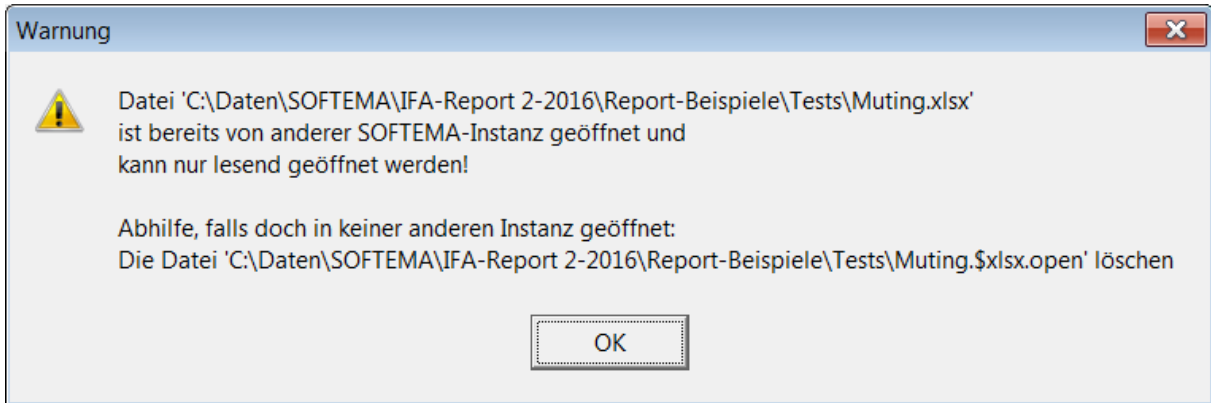 Warnung
Datei 'C:\Daten\SOFTEMA\IFA-Report 2-2016\Report-Beispiele\Tests\Muting.xlsx'
ist bereits von anderer SOFTEMA-Instanz geöffnet und
kann nur lesend geöffnet werden!
Abhilfe, falls doch in keiner anderen Instanz geöffnet:
Die Datei 'C:\Daten\SOFTEMA\IFA-Report 2-2016\Report-Beispiele\Tests\Muting.$xlsx.open' löschen
OK